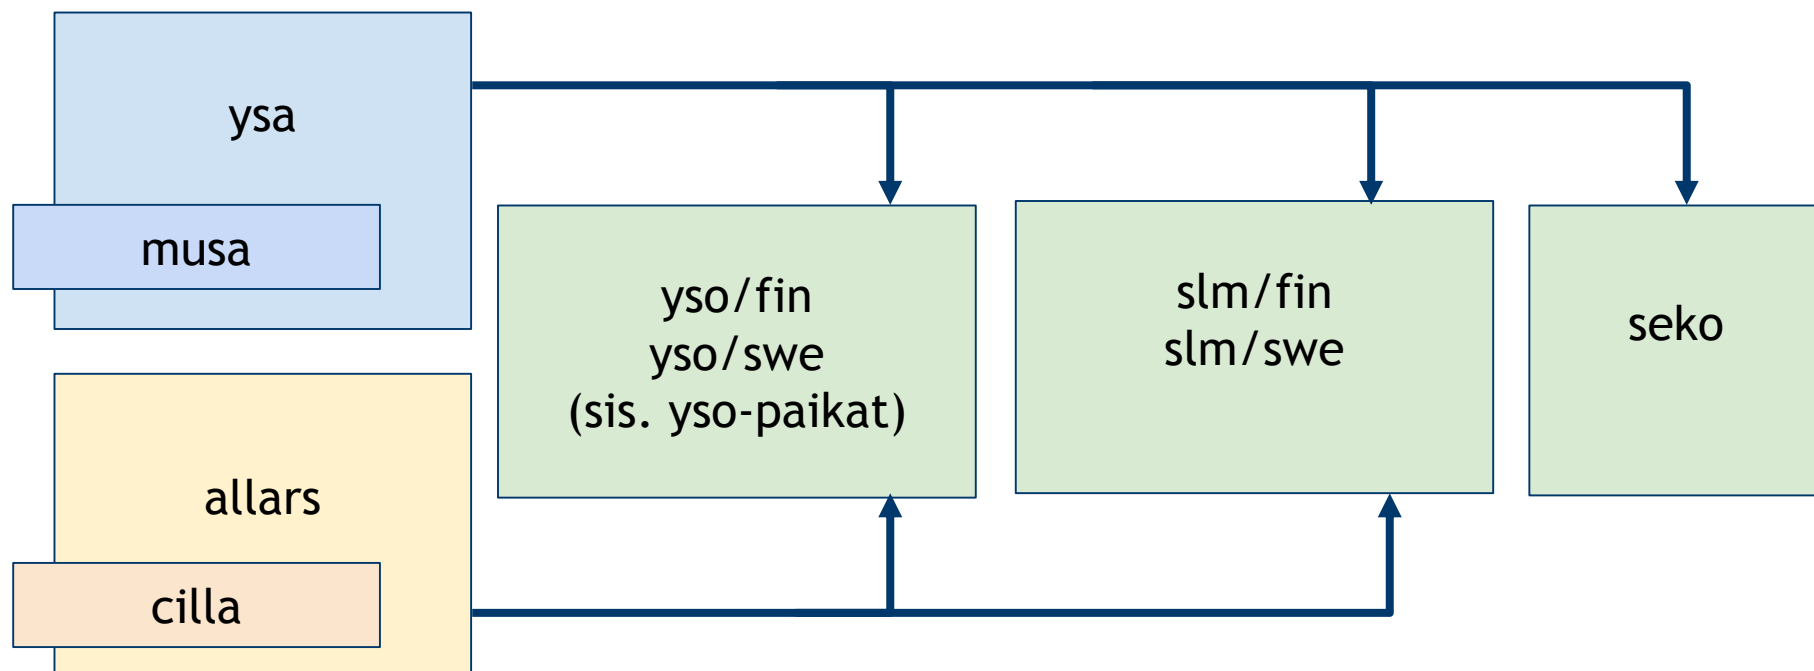 ysa
musa
yso/fin
yso/swe
(sis. yso-paikat)
slm/fin
slm/swe
seko
allars
cilla